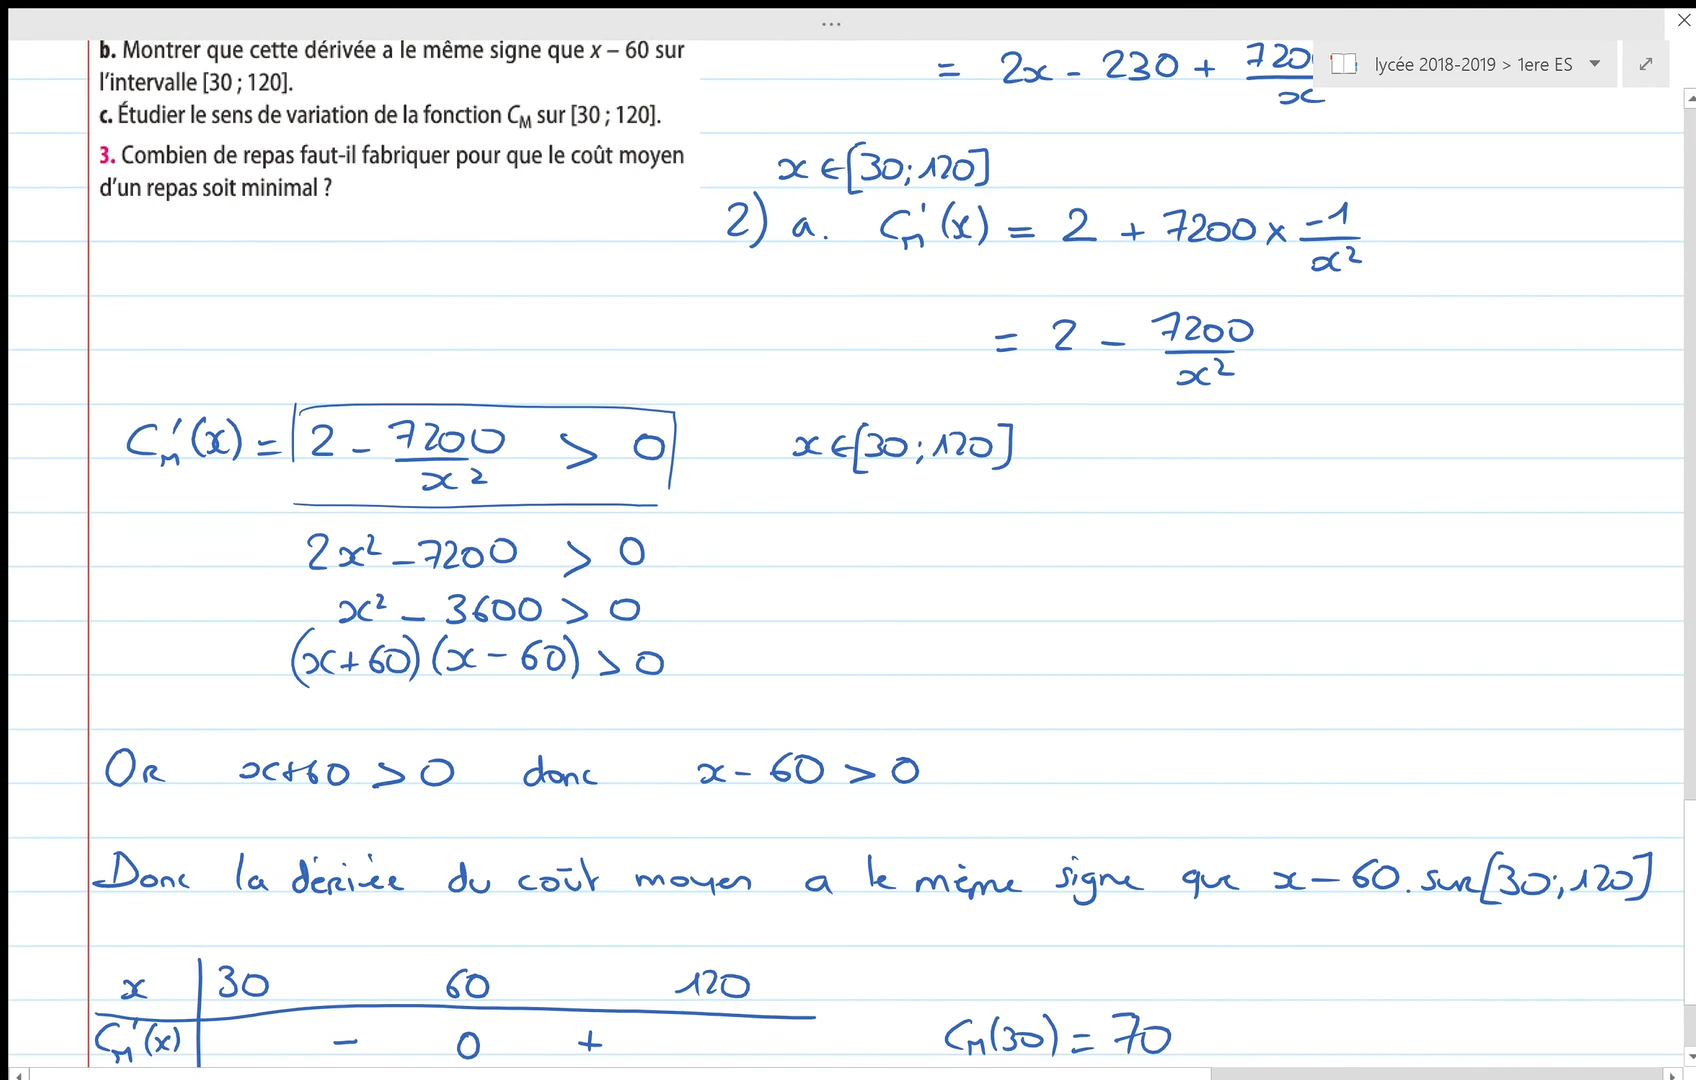 b. Montrer que cette dérivée a le même signe que x – 60 sur
l'intervalle [30 ; 120].
c. Étudier le sens de variation de la fonction C_M sur [30 ; 120].
3. Combien de repas faut-il fabriquer pour que le coût moyen
d'un repas soit minimal ?
= 2x - 230 + 720 / x
lycée 2018-2019 > 1ere ES
x ∈ [30; 120]
2) a. C_M'(x) = 2 + 7200 × -1/x²
= 2 - 7200/x²
C_M'(x) = 2 - 7200/x² > 0 x ∈ [30; 120]
2x² - 7200 > 0
x² - 3600 > 0
(x+60)(x-60) > 0
Or x+60 > 0 donc x - 60 > 0
Donc la dérivée du coût moyen a le même signe que x - 60. sur [30; 120]
x 30 60 120
C_M'(x) - 0 +
C_M(30) = 70